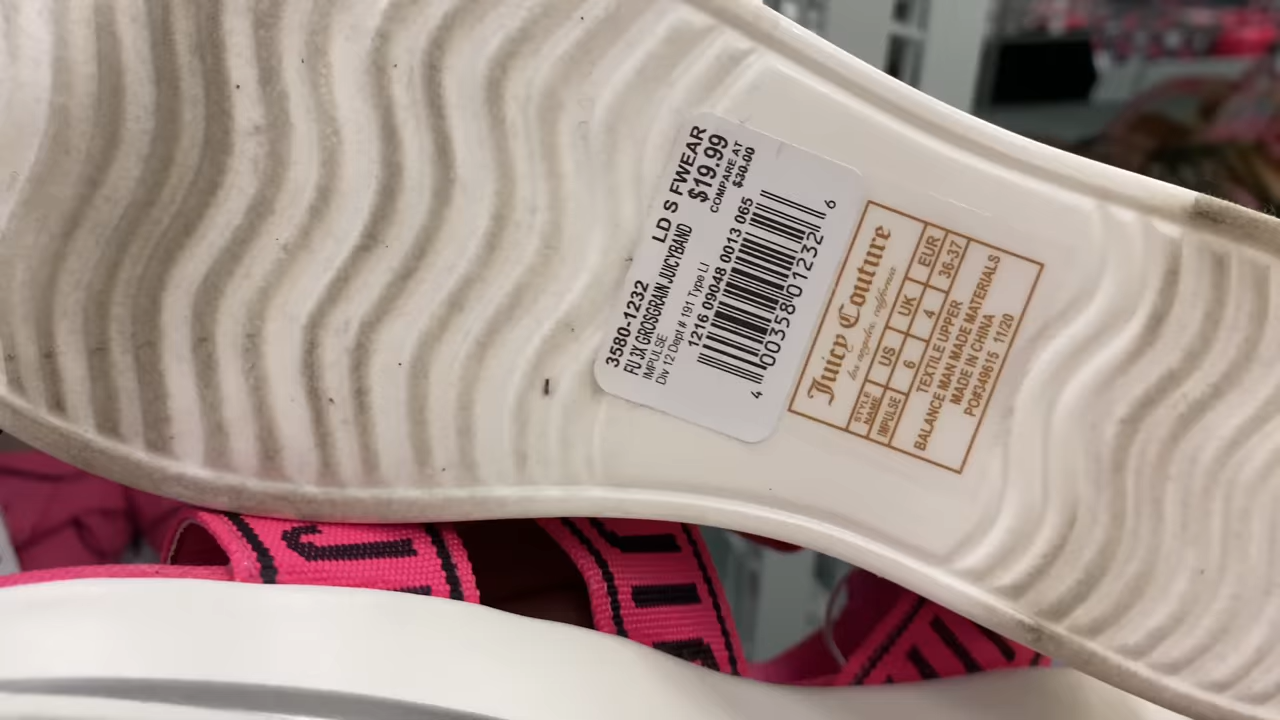 3580-1232 LD S FWEAR
FU 3X GROSGRAIN JUICYBAND $19.99
IMPULSE COMPARE AT
Div 12 Dept # 191 Type LI $30.00
1216 09048 0013 065
4 00358 01232 6
Juicy Couture
los angeles, california
STYLE NAME US UK EUR
IMPULSE 6 4 36-37
TEXTILE UPPER
BALANCE MAN MADE MATERIALS
MADE IN CHINA
PO#349615 11/20